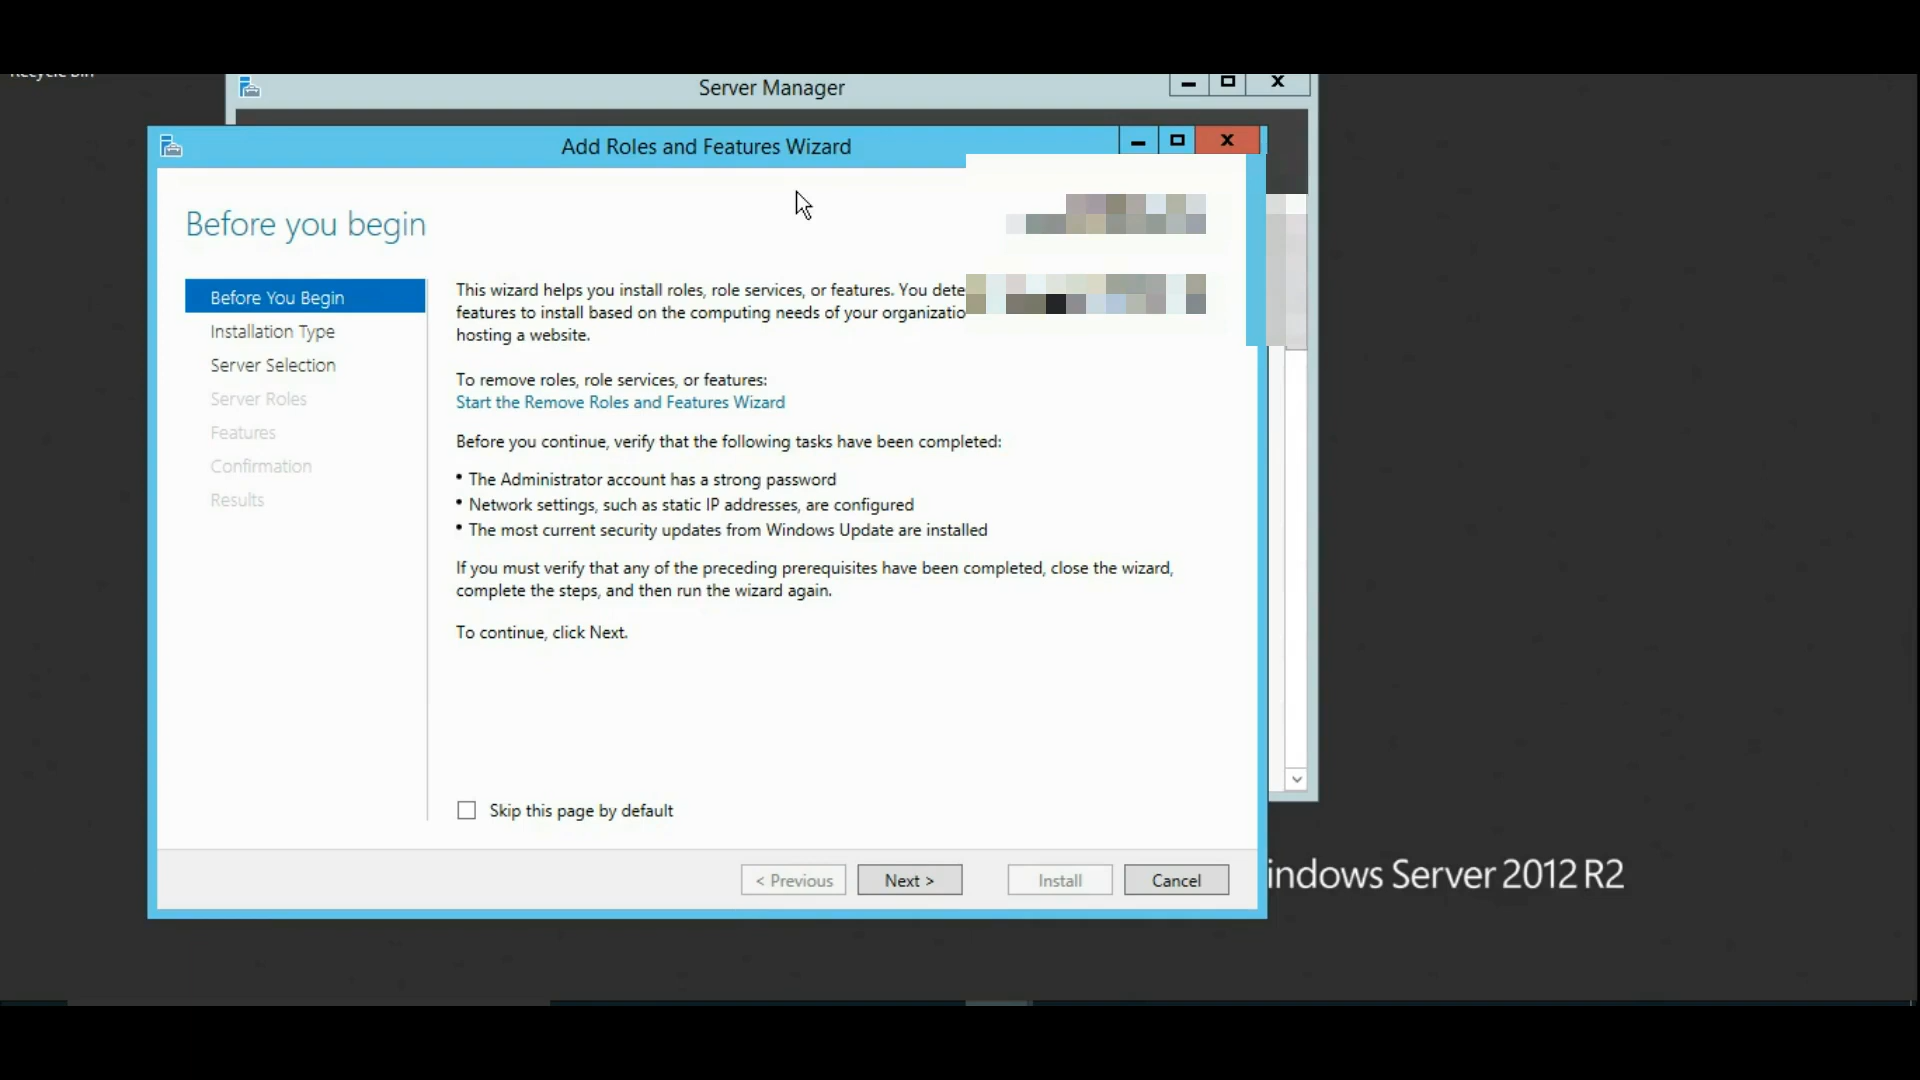 Server Manager
Add Roles and Features Wizard
Before you begin
Before You Begin
Installation Type
Server Selection
Server Roles
Features
Confirmation
Results
This wizard helps you install roles, role services, or features. You
features to install based on the computing needs of your
hosting a website.
To remove roles, role services, or features:
Start the Remove Roles and Features Wizard
Before you continue, verify that the following tasks have been completed:
• The Administrator account has a strong password
• Network settings, such as static IP addresses, are configured
• The most current security updates from Windows Update are installed
If you must verify that any of the preceding prerequisites have been completed, close the wizard,
complete the steps, and then run the wizard again.
To continue, click Next.
Skip this page by default
< Previous
Next >
Install
Cancel
indows Server 2012 R2